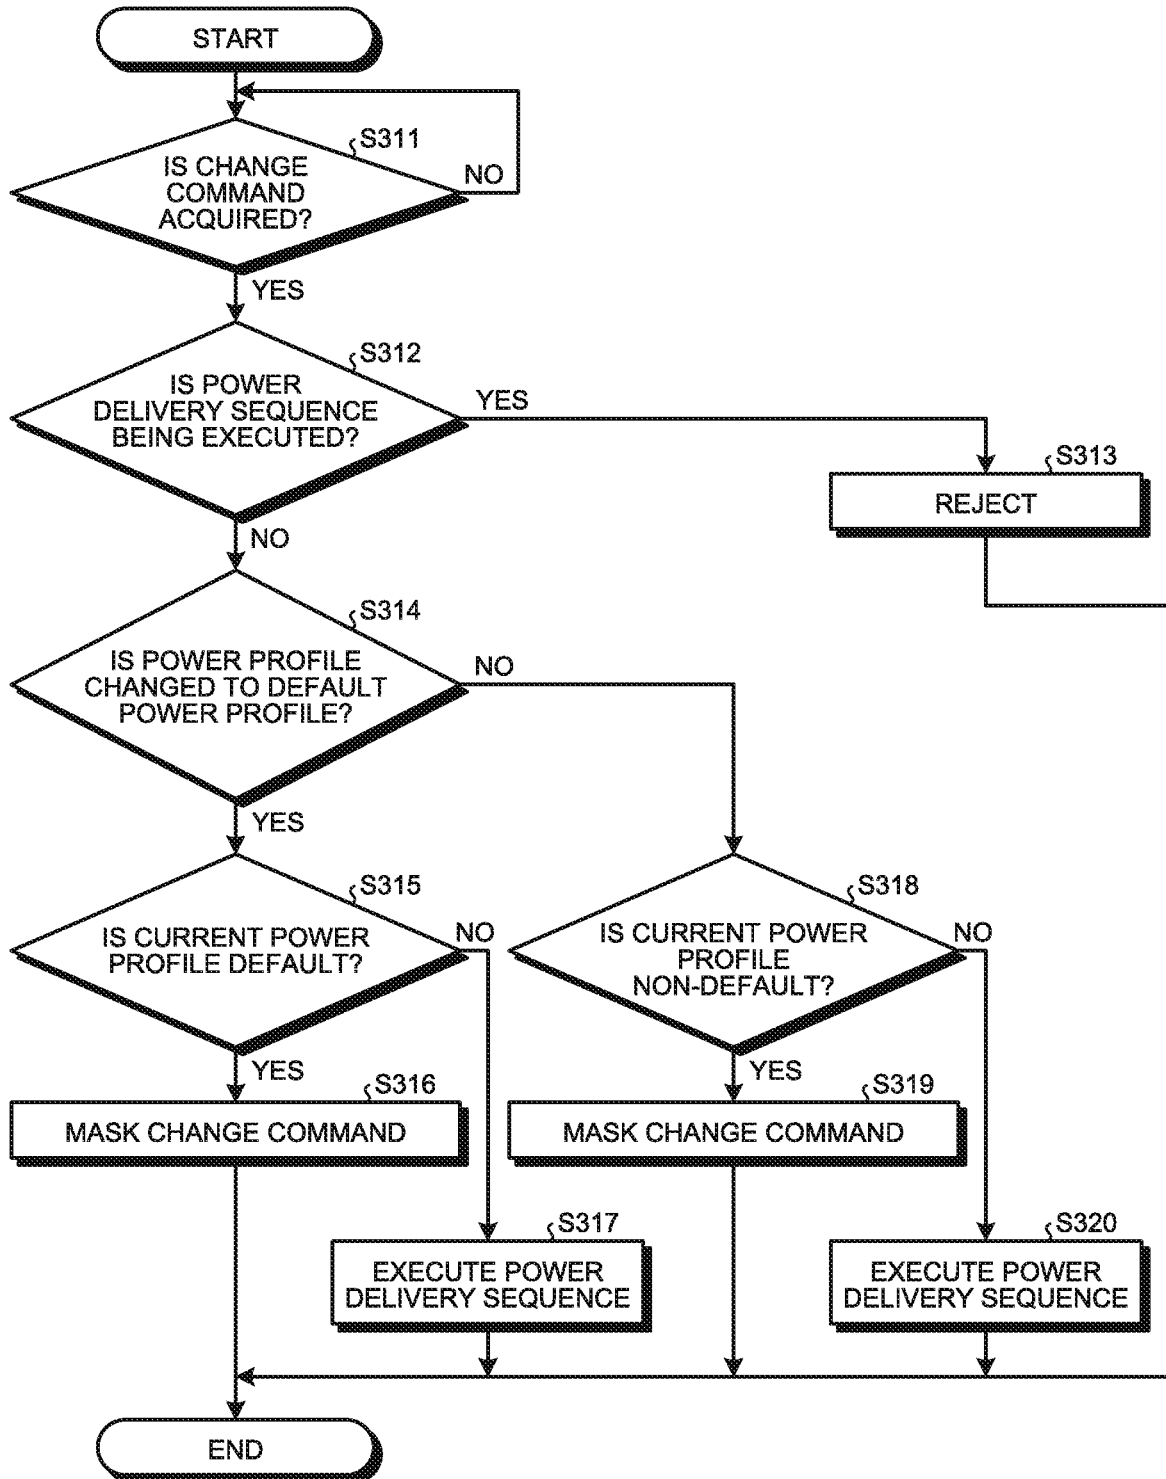 START
S311
IS CHANGE
COMMAND
ACQUIRED?
NO
YES
S312
IS POWER
DELIVERY SEQUENCE
BEING EXECUTED?
YES
S313
REJECT
NO
S314
IS POWER PROFILE
CHANGED TO DEFAULT
POWER PROFILE?
NO
YES
S315
IS CURRENT POWER
PROFILE DEFAULT?
NO
S318
IS CURRENT POWER
PROFILE
NON-DEFAULT?
NO
YES
S316
MASK CHANGE COMMAND
YES
S319
MASK CHANGE COMMAND
S317
EXECUTE POWER
DELIVERY SEQUENCE
S320
EXECUTE POWER
DELIVERY SEQUENCE
END